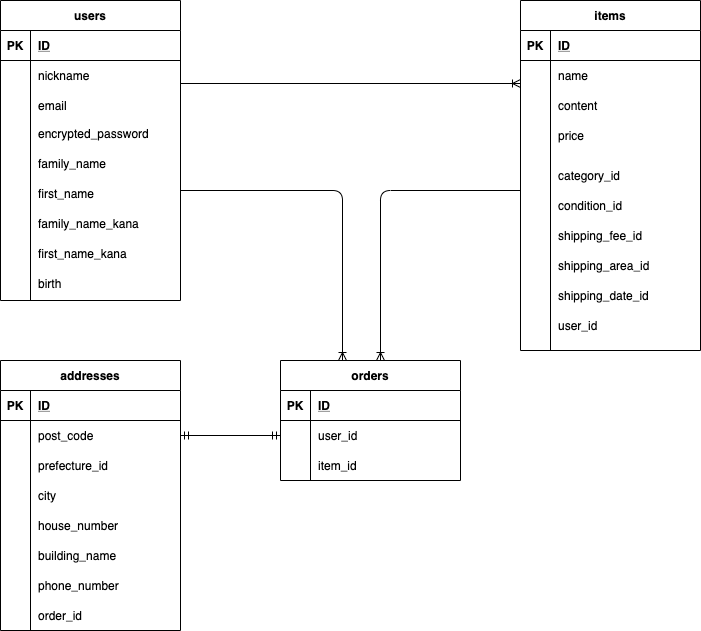 users
PK ID
nickname
email
encrypted_password
family_name
first_name
family_name_kana
first_name_kana
birth
items
PK ID
name
content
price
category_id
condition_id
shipping_fee_id
shipping_area_id
shipping_date_id
user_id
addresses
PK ID
post_code
prefecture_id
city
house_number
building_name
phone_number
order_id
orders
PK ID
user_id
item_id